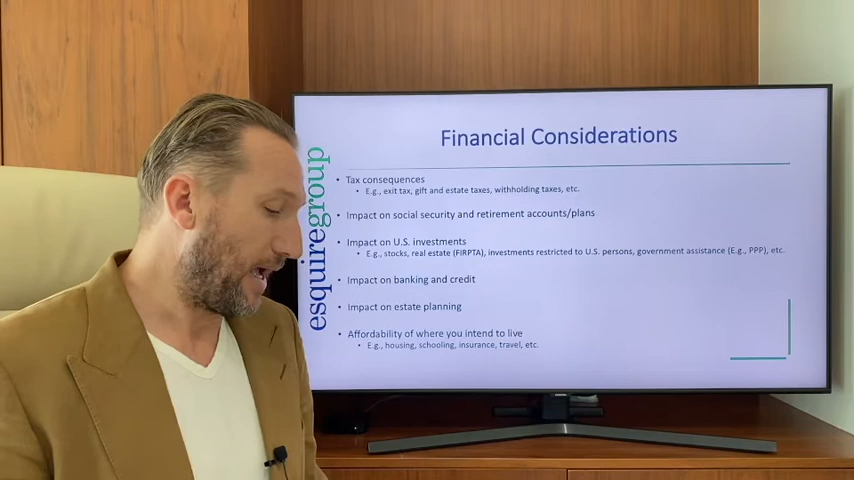 Financial Considerations
esquiregroup
• Tax consequences
• E.g., exit tax, gift and estate taxes, withholding taxes, etc.
• Impact on social security and retirement accounts/plans
• Impact on U.S. investments
• E.g., stocks, real estate (FIRPTA), investments restricted to U.S. persons, government assistance (E.g., PPP), etc.
• Impact on banking and credit
• Impact on estate planning
• Affordability of where you intend to live
• E.g., housing, schooling, insurance, travel, etc.